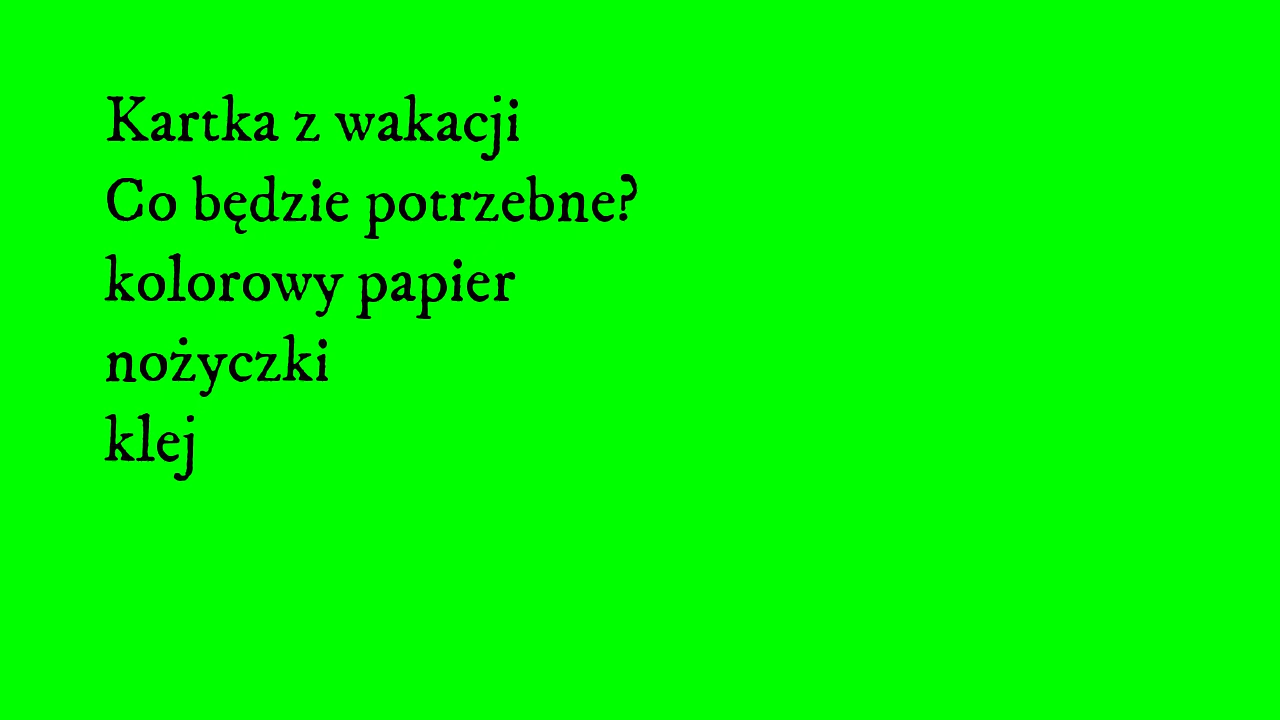 Kartka z wakacji
Co będzie potrzebne?
kolorowy papier
nożyczki
klej